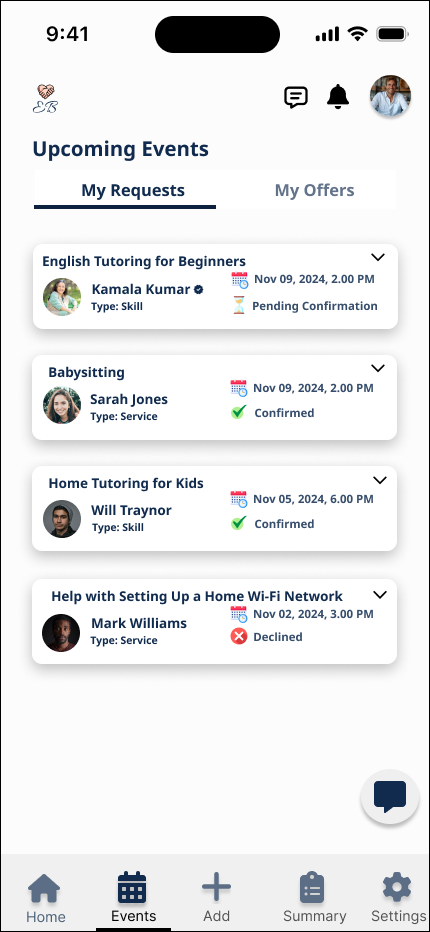 9:41
EB
Upcoming Events
My Requests
My Offers
English Tutoring for Beginners
Nov 09, 2024, 2.00 PM
Kamala Kumar
Type: Skill
Pending Confirmation
Babysitting
Nov 09, 2024, 2.00 PM
Sarah Jones
Type: Service
Confirmed
Home Tutoring for Kids
Nov 05, 2024, 6.00 PM
Will Traynor
Type: Skill
Confirmed
Help with Setting Up a Home Wi-Fi Network
Nov 02, 2024, 3.00 PM
Mark Williams
Type: Service
Declined
Home
Events
Add
Summary
Settings